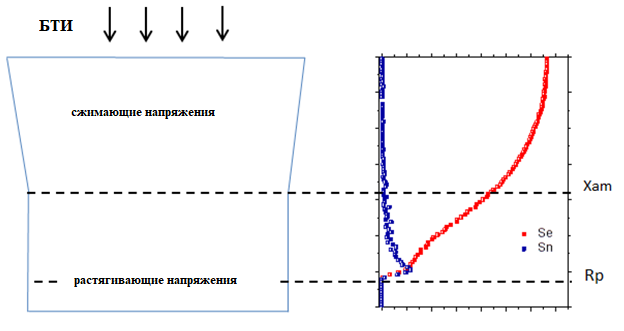 БТИ
сжимающие напряжения
Xam
Se
Sn
растягивающие напряжения
Rp